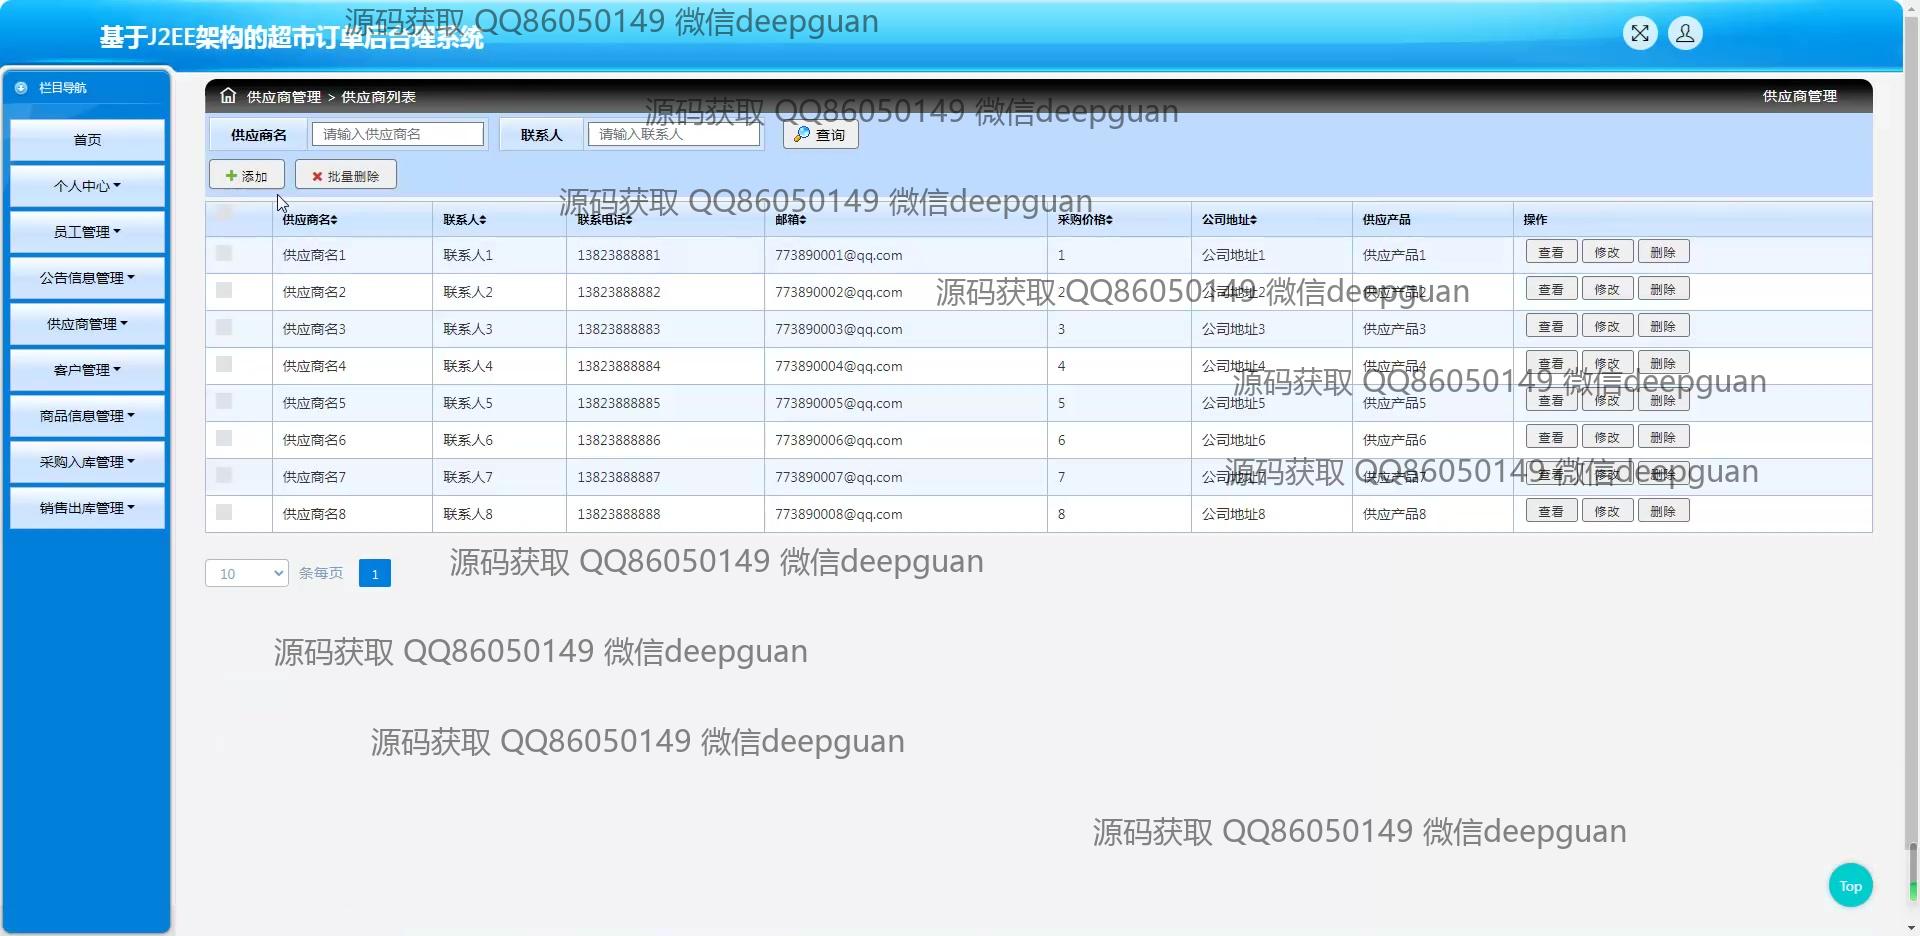 源码获取 QQ86050149 微信deepguan
基于J2EE架构的超市订单后台理系统
栏目导航
首页
个人中心
员工管理
公告信息管理
供应商管理
客户管理
商品信息管理
采购入库管理
销售出库管理
供应商管理 > 供应商列表
供应商管理
源码获取 QQ86050149 微信deepguan
供应商名 请输入供应商名 联系人 请输入联系人 查询
添加 批量删除
源码获取 QQ86050149 微信deepguan
供应商名 联系人 联系电话 邮箱 采购价格 公司地址 供应产品 操作
供应商名1 联系人1 13823888881 773890001@qq.com 1 公司地址1 供应产品1 查看 修改 删除
源码获取 QQ86050149 微信deepguan
供应商名2 联系人2 13823888882 773890002@qq.com 2 公司地址2 供应产品2 查看 修改 删除
供应商名3 联系人3 13823888883 773890003@qq.com 3 公司地址3 供应产品3 查看 修改 删除
供应商名4 联系人4 13823888884 773890004@qq.com 4 公司地址4 供应产品4 查看 修改 删除
源码获取 QQ86050149 微信deepguan
供应商名5 联系人5 13823888885 773890005@qq.com 5 公司地址5 供应产品5 查看 修改 删除
供应商名6 联系人6 13823888886 773890006@qq.com 6 公司地址6 供应产品6 查看 修改 删除
源码获取 QQ86050149 微信deepguan
供应商名7 联系人7 13823888887 773890007@qq.com 7 公司地址7 供应产品7 查看 修改 删除
供应商名8 联系人8 13823888888 773890008@qq.com 8 公司地址8 供应产品8 查看 修改 删除
源码获取 QQ86050149 微信deepguan
10 条每页 1
源码获取 QQ86050149 微信deepguan
源码获取 QQ86050149 微信deepguan
源码获取 QQ86050149 微信deepguan
Top